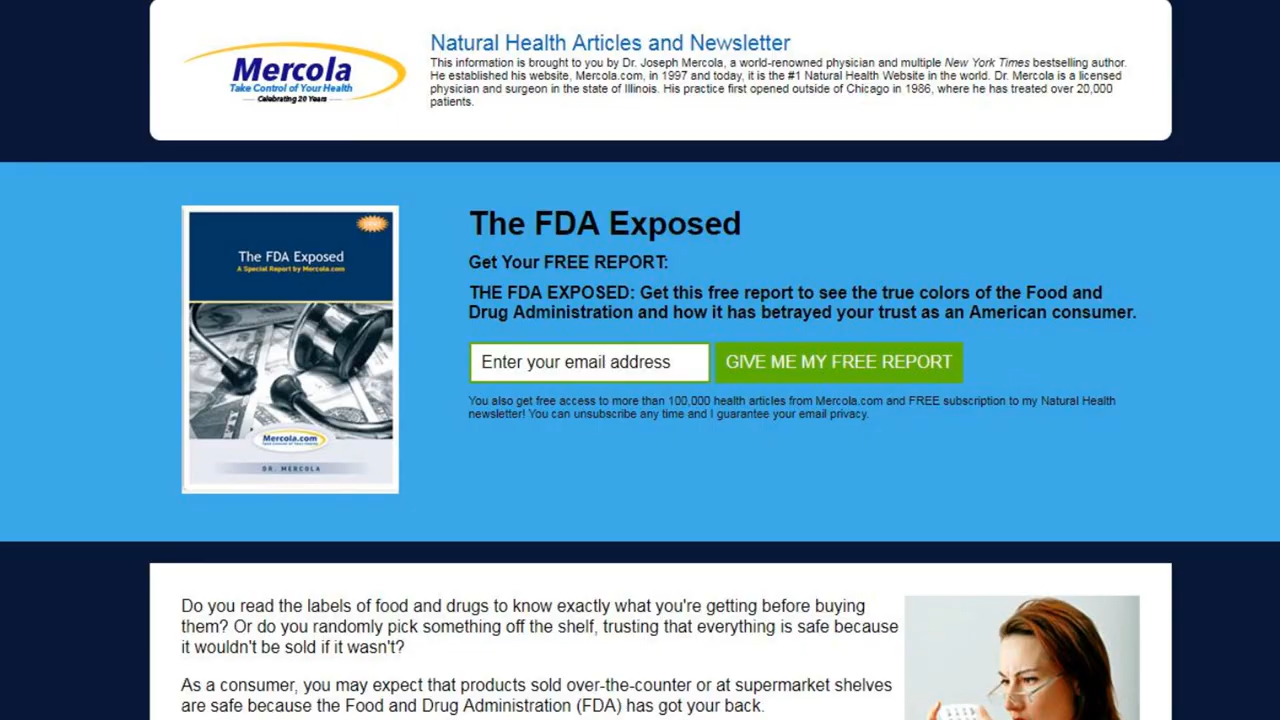 Mercola
Take Control of Your Health
Celebrating 20 Years
Natural Health Articles and Newsletter
This information is brought to you by Dr. Joseph Mercola, a world-renowned physician and multiple New York Times bestselling author.
He established his website, Mercola.com, in 1997 and today, it is the #1 Natural Health Website in the world. Dr. Mercola is a licensed
physician and surgeon in the state of Illinois. His practice first opened outside of Chicago in 1986, where he has treated over 20,000
patients.
The FDA Exposed
A Special Report by Mercola.com
Mercola.com
Take Control of Your Health
DR. MERCOLA
The FDA Exposed
Get Your FREE REPORT:
THE FDA EXPOSED: Get this free report to see the true colors of the Food and
Drug Administration and how it has betrayed your trust as an American consumer.
Enter your email address
GIVE ME MY FREE REPORT
You also get free access to more than 100,000 health articles from Mercola.com and FREE subscription to my Natural Health
newsletter! You can unsubscribe any time and I guarantee your email privacy.
Do you read the labels of food and drugs to know exactly what you're getting before buying
them? Or do you randomly pick something off the shelf, trusting that everything is safe because
it wouldn't be sold if it wasn't?
As a consumer, you may expect that products sold over-the-counter or at supermarket shelves
are safe because the Food and Drug Administration (FDA) has got your back.